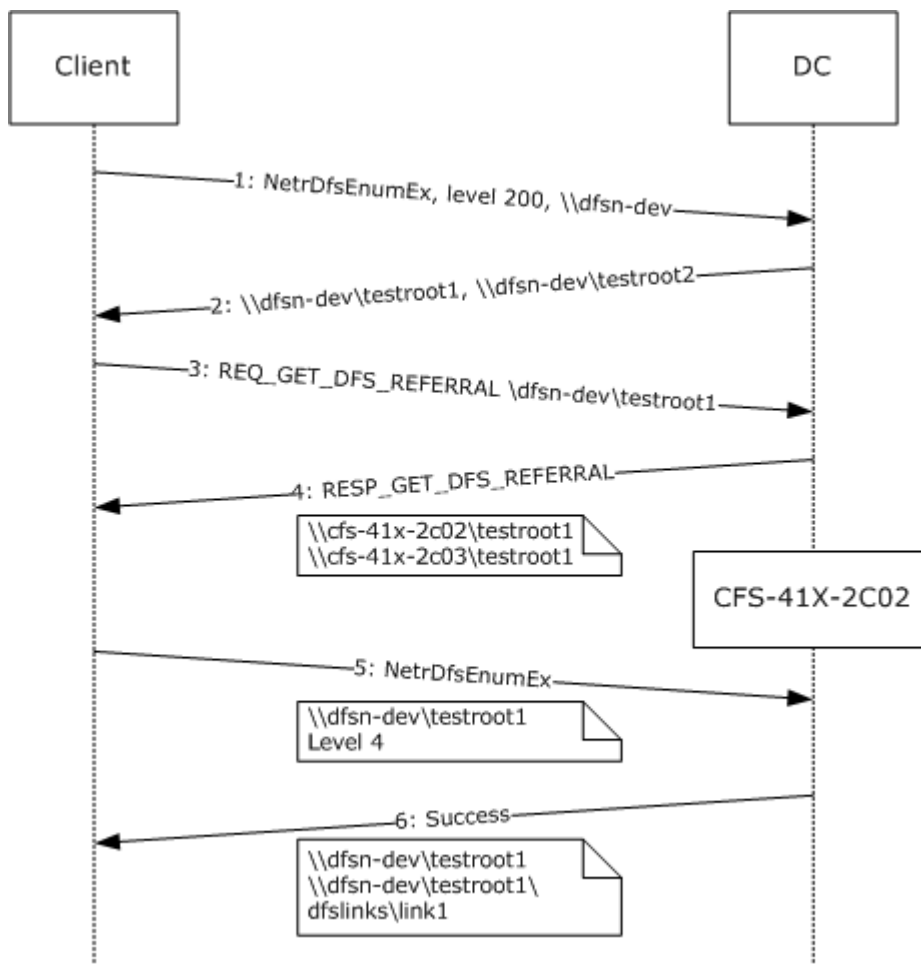 Client
DC
1: NetrDfsEnumEx, level 200, \\dfsn-dev
2: \\dfsn-dev\testroot1, \\dfsn-dev\testroot2
3: REQ_GET_DFS_REFERRAL \dfsn-dev\testroot1
4: RESP_GET_DFS_REFERRAL
\\cfs-41x-2c02\testroot1
\\cfs-41x-2c03\testroot1
CFS-41X-2C02
5: NetrDfsEnumEx
\\dfsn-dev\testroot1
Level 4
6: Success
\\dfsn-dev\testroot1
\\dfsn-dev\testroot1\
dfslinks\link1